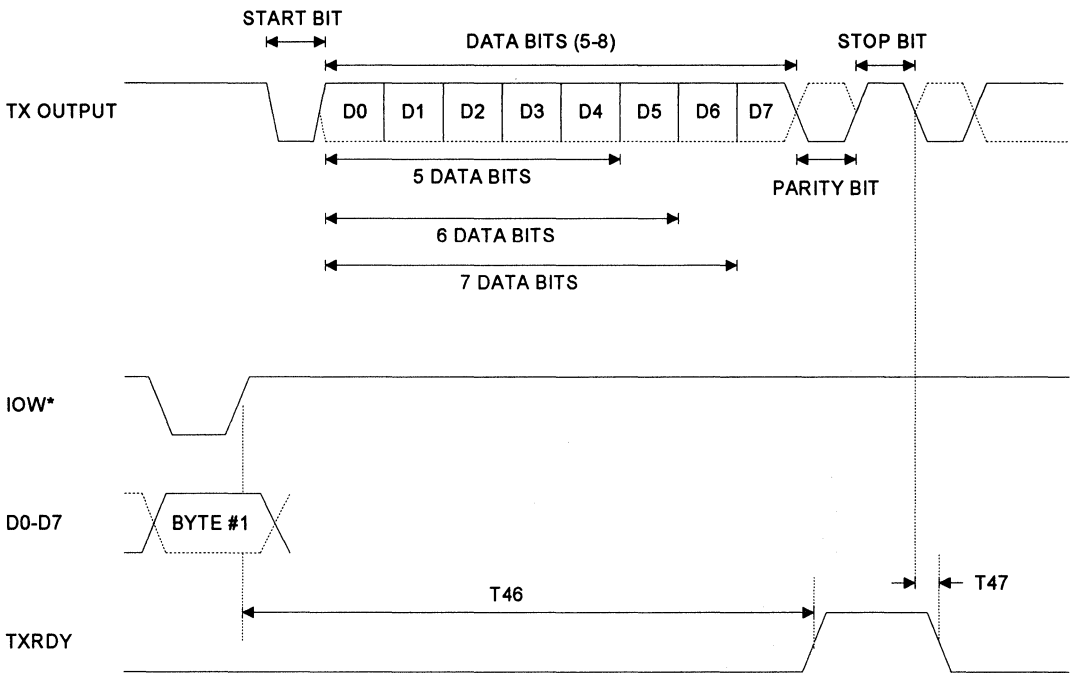 START BIT
DATA BITS (5-8)
STOP BIT
TX OUTPUT
D0 D1 D2 D3 D4 D5 D6 D7
5 DATA BITS
PARITY BIT
6 DATA BITS
7 DATA BITS
IOW*
D0-D7
BYTE #1
T46
T47
TXRDY